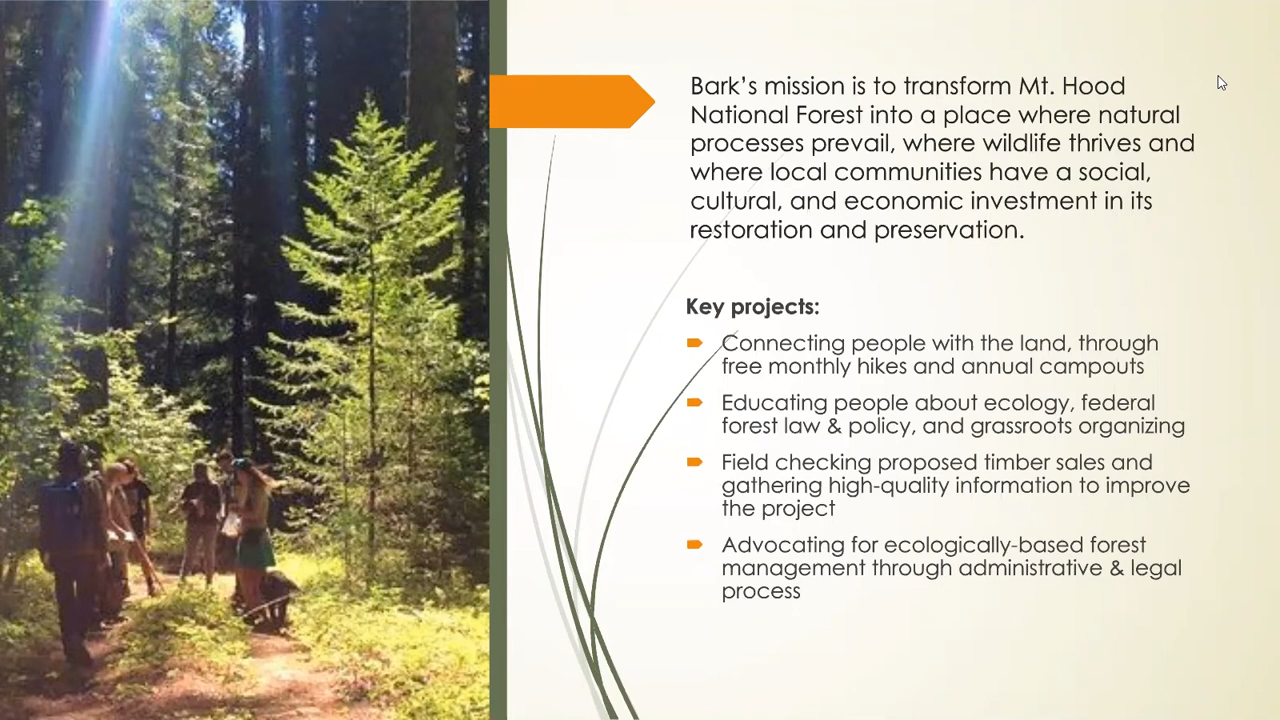 Bark’s mission is to transform Mt. Hood
National Forest into a place where natural
processes prevail, where wildlife thrives and
where local communities have a social,
cultural, and economic investment in its
restoration and preservation.
Key projects:
Connecting people with the land, through
free monthly hikes and annual campouts
Educating people about ecology, federal
forest law & policy, and grassroots organizing
Field checking proposed timber sales and
gathering high-quality information to improve
the project
Advocating for ecologically-based forest
management through administrative & legal
process